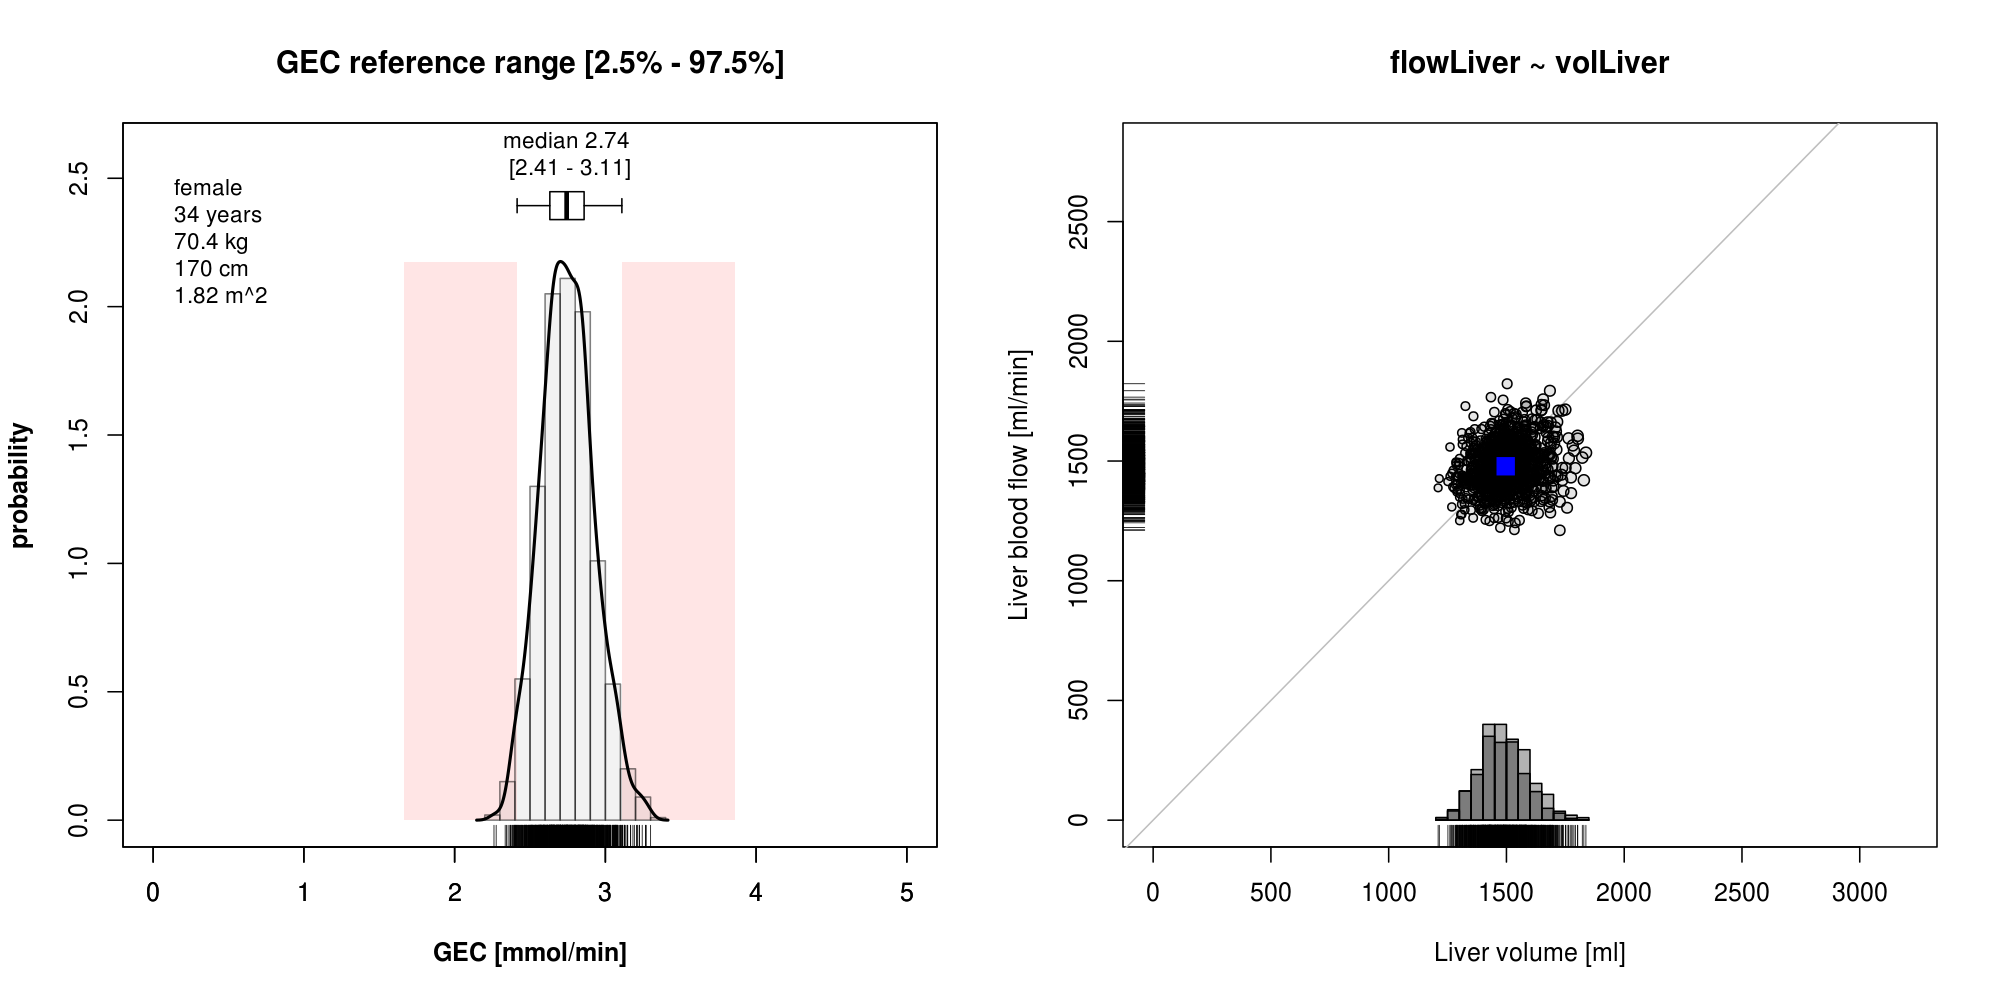 GEC reference range [2.5% - 97.5%]
median 2.74
[2.41 - 3.11]
female
34 years
70.4 kg
170 cm
1.82 m^2
probability
0.0
0.5
1.0
1.5
2.0
2.5
0 1 2 3 4 5
GEC [mmol/min]
flowLiver ~ volLiver
Liver blood flow [ml/min]
0
500
1000
1500
2000
2500
0 500 1000 1500 2000 2500 3000
Liver volume [ml]